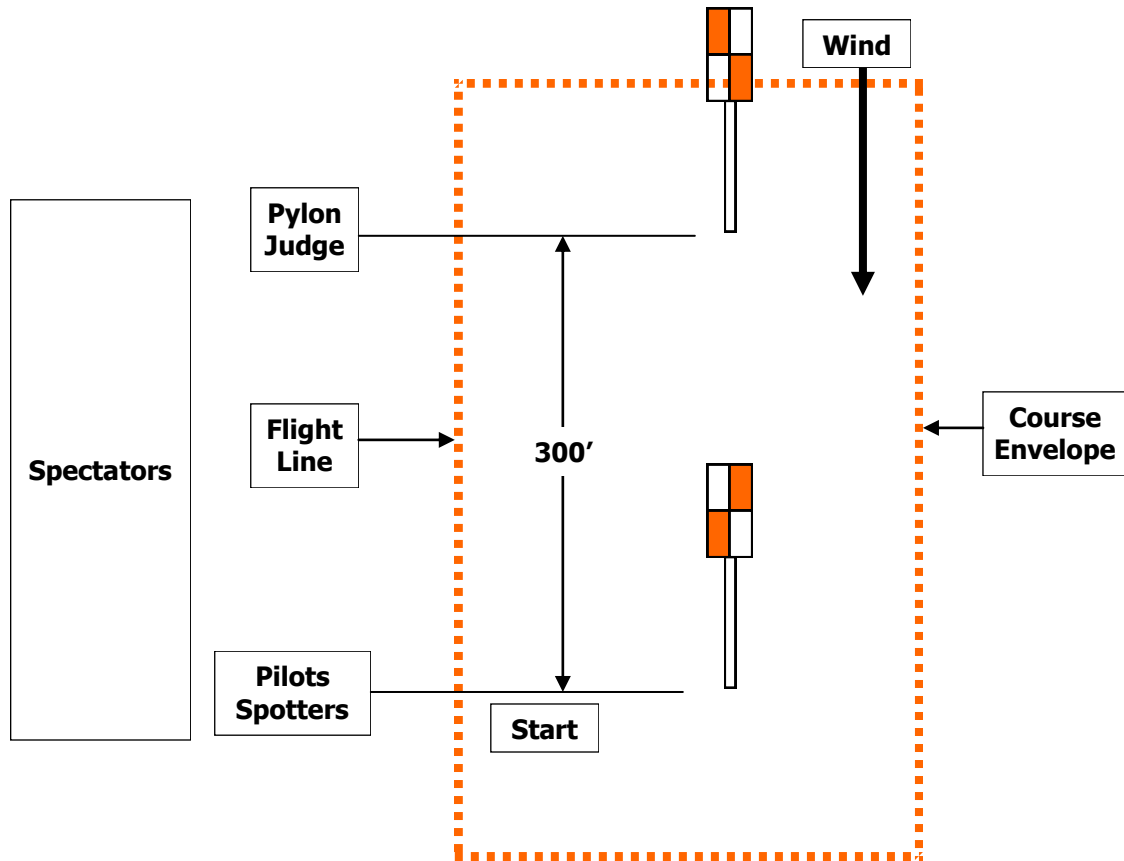 Wind
Pylon
Judge
Flight
Line
300’
Course
Envelope
Spectators
Pilots
Spotters
Start